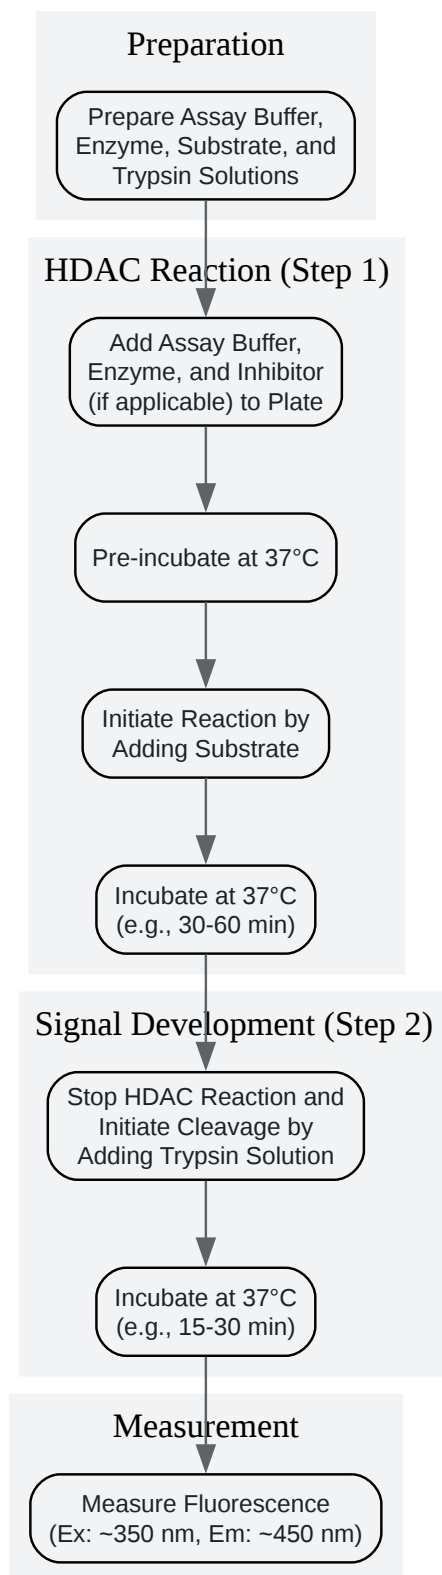 Preparation
Prepare Assay Buffer,
Enzyme, Substrate, and
Trypsin Solutions
HDAC Reaction (Step 1)
Add Assay Buffer,
Enzyme, and Inhibitor
(if applicable) to Plate
Pre-incubate at 37°C
Initiate Reaction by
Adding Substrate
Incubate at 37°C
(e.g., 30-60 min)
Signal Development (Step 2)
Stop HDAC Reaction and
Initiate Cleavage by
Adding Trypsin Solution
Incubate at 37°C
(e.g., 15-30 min)
Measurement
Measure Fluorescence
(Ex: ~350 nm, Em: ~450 nm)